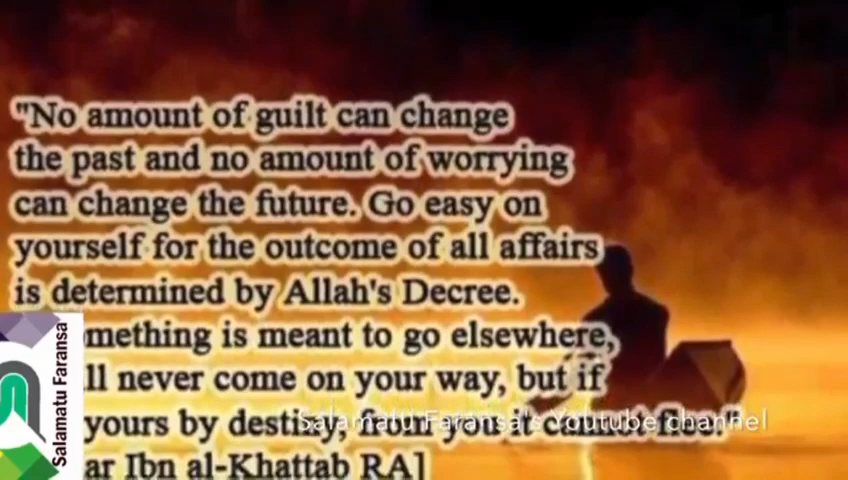 "No amount of guilt can change
the past and no amount of worrying
can change the future. Go easy on
yourself for the outcome of all affairs
is determined by Allah's Decree.
mething is meant to go elsewhere,
ll never come on your way, but if
yours by destiny, from you it cannot flee."
ar Ibn al-Khattab RA]
Salamatu Faransa's Youtube channel
Salamatu Faransa